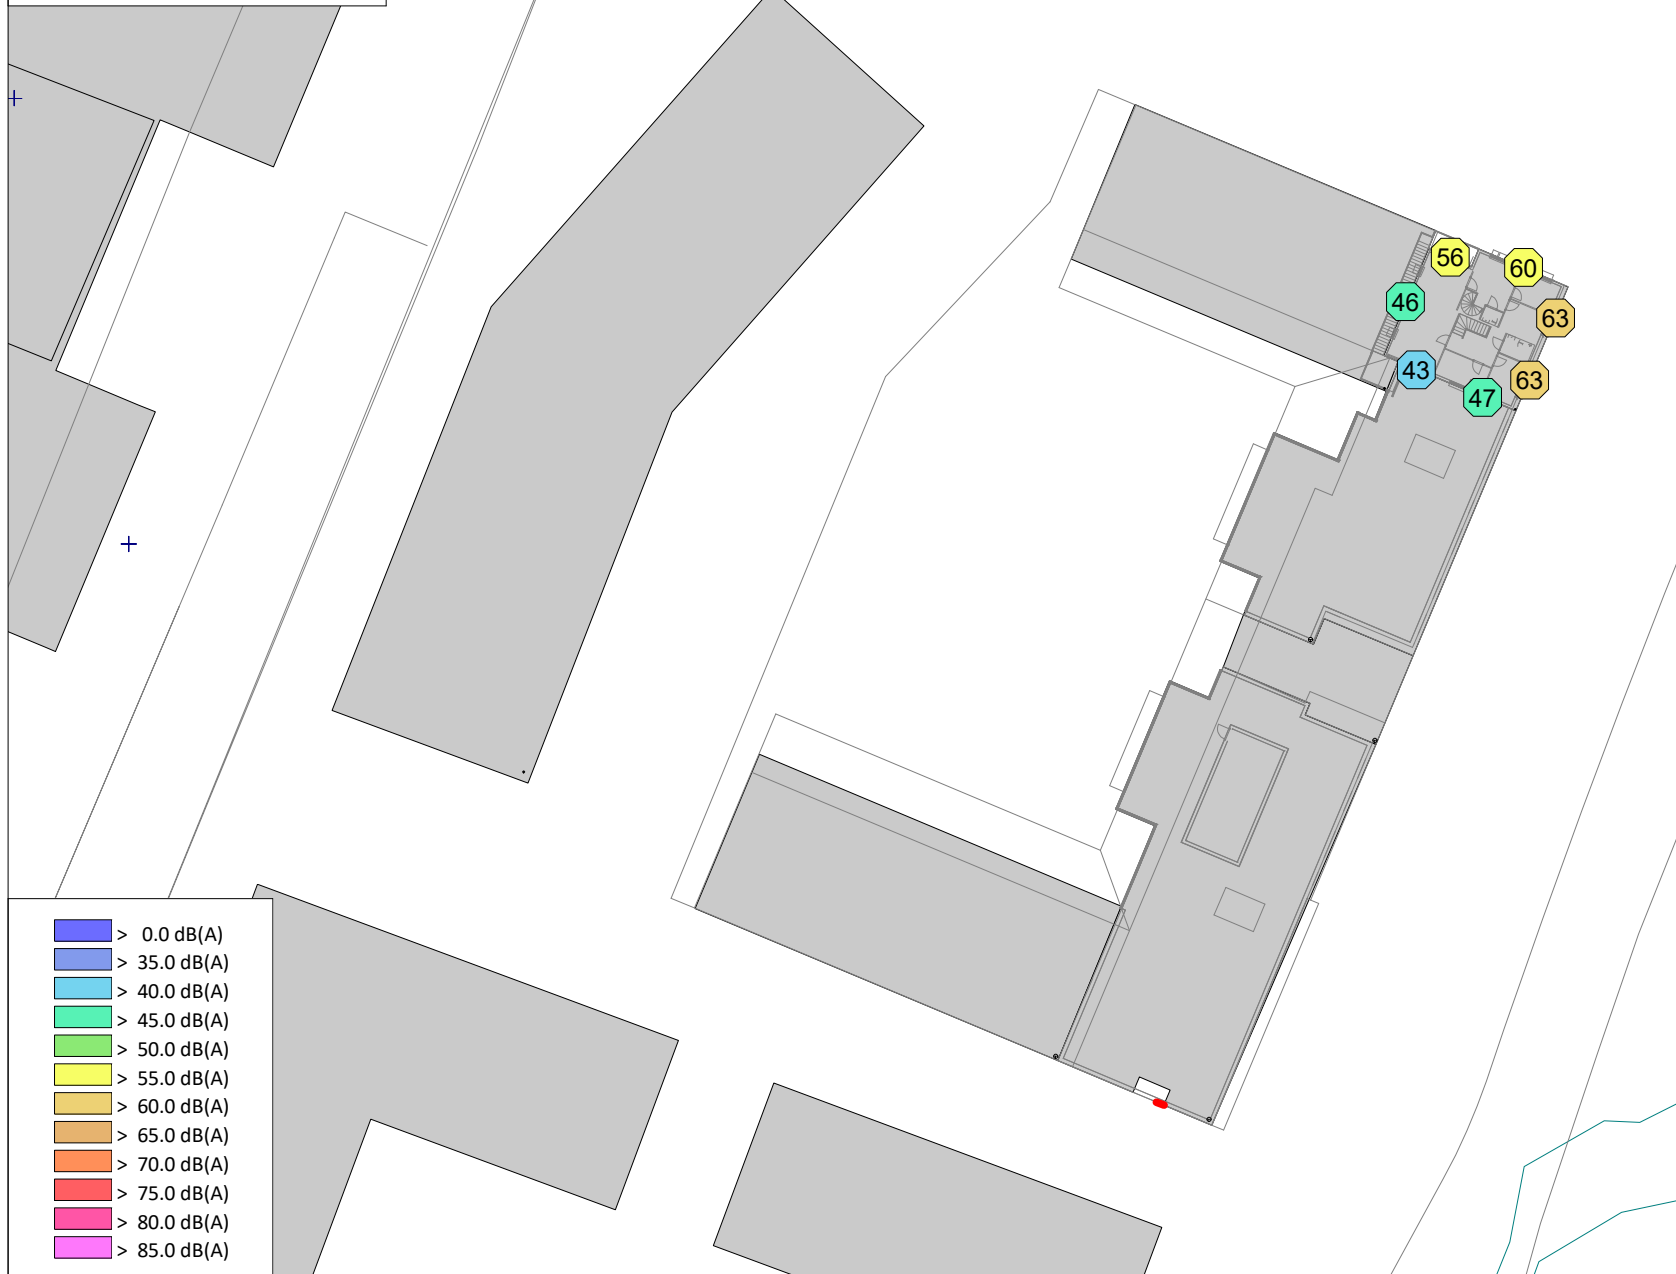 56
60
46
63
43
63
47
> 0.0 dB(A)
> 35.0 dB(A)
> 40.0 dB(A)
> 45.0 dB(A)
> 50.0 dB(A)
> 55.0 dB(A)
> 60.0 dB(A)
> 65.0 dB(A)
> 70.0 dB(A)
> 75.0 dB(A)
> 80.0 dB(A)
> 85.0 dB(A)